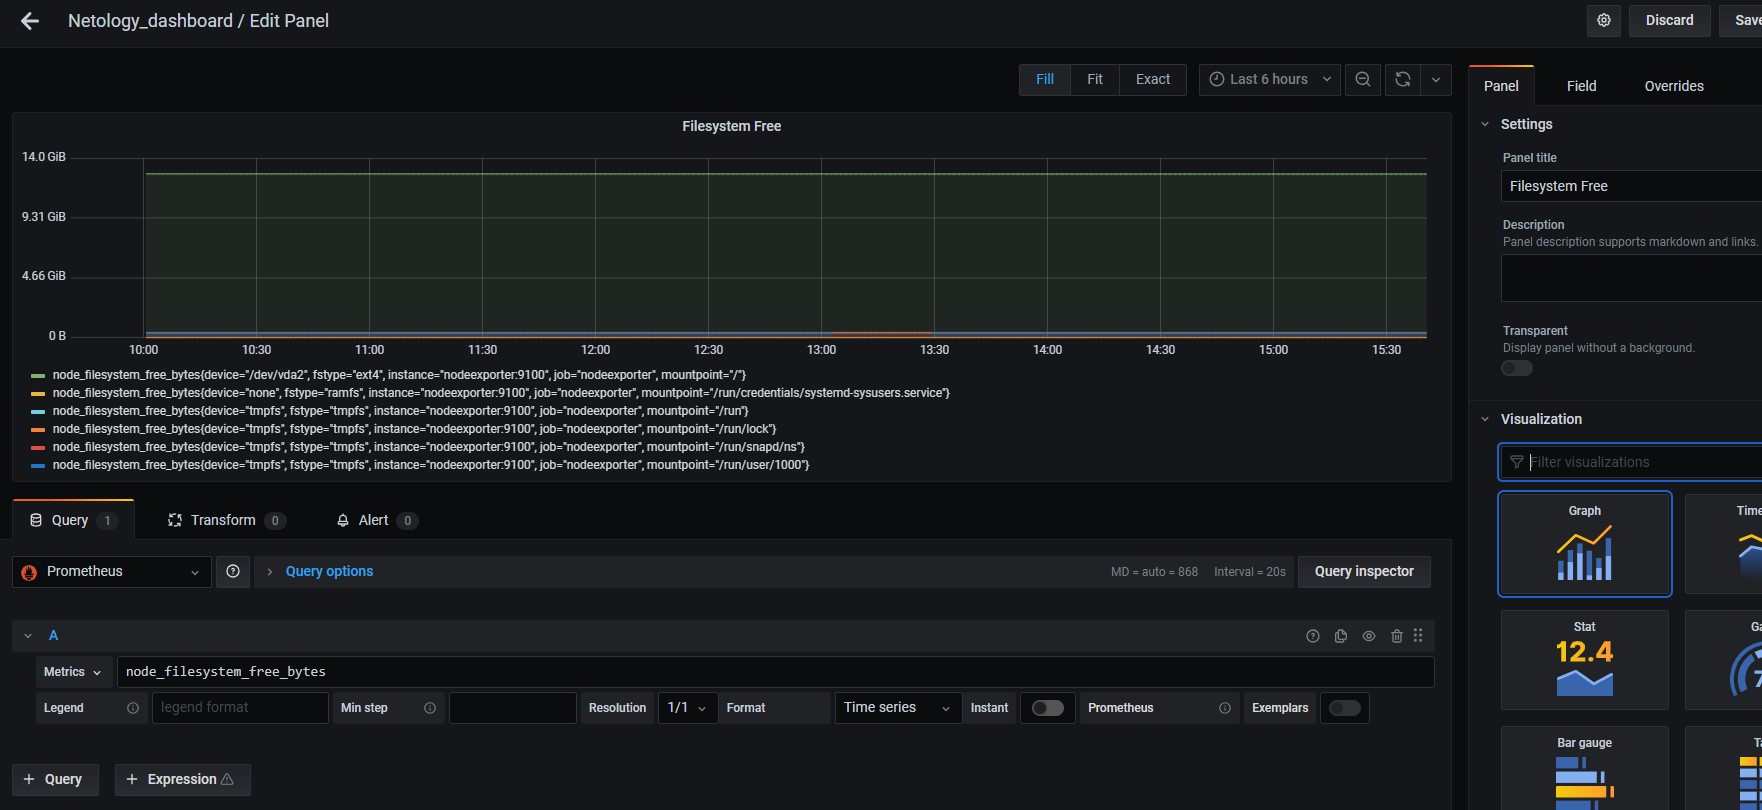 Netology_dashboard / Edit Panel
Discard
Save
Fill Fit Exact
Last 6 hours
Panel Field Overrides
Filesystem Free
14.0 GiB
9.31 GiB
4.66 GiB
0 B
10:00 10:30 11:00 11:30 12:00 12:30 13:00 13:30 14:00 14:30 15:00 15:30
node_filesystem_free_bytes{device="/dev/vda2", fstype="ext4", instance="nodeexporter:9100", job="nodeexporter", mountpoint="/"}
node_filesystem_free_bytes{device="none", fstype="ramfs", instance="nodeexporter:9100", job="nodeexporter", mountpoint="/run/credentials/systemd-sysusers.service"}
node_filesystem_free_bytes{device="tmpfs", fstype="tmpfs", instance="nodeexporter:9100", job="nodeexporter", mountpoint="/run"}
node_filesystem_free_bytes{device="tmpfs", fstype="tmpfs", instance="nodeexporter:9100", job="nodeexporter", mountpoint="/run/lock"}
node_filesystem_free_bytes{device="tmpfs", fstype="tmpfs", instance="nodeexporter:9100", job="nodeexporter", mountpoint="/run/snapd/ns"}
node_filesystem_free_bytes{device="tmpfs", fstype="tmpfs", instance="nodeexporter:9100", job="nodeexporter", mountpoint="/run/user/1000"}
Query 1
Transform 0
Alert 0
Prometheus
Query options
MD = auto = 868 Interval = 20s
Query inspector
A
Metrics
node_filesystem_free_bytes
Legend legend format Min step Resolution 1/1 Format Time series Instant Prometheus Exemplars
+ Query
+ Expression
Settings
Panel title
Filesystem Free
Description
Panel description supports markdown and links.
Transparent
Display panel without a background.
Visualization
Filter visualizations
Graph
Time
Stat
12.4
Ga
7
Bar gauge
Ta